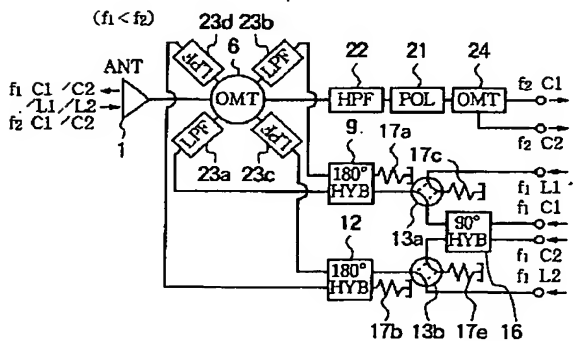 (f₁ < f₂)
23d 23b
6
22 21 24
ANT
LPF LPF
f₁ C1 ／C2
／L1／L2
f₂ C1 ／C2
1
OMT
HPF POL OMT
f₂ C1
f₂ C2
LPF LPF
23a 23c
9. 17a 17c
180° HYB
13a
f₁ L1
f₁ C1
12
90° HYB
f₁ C2
180° HYB
f₁ L2
17b 13b 17e 16